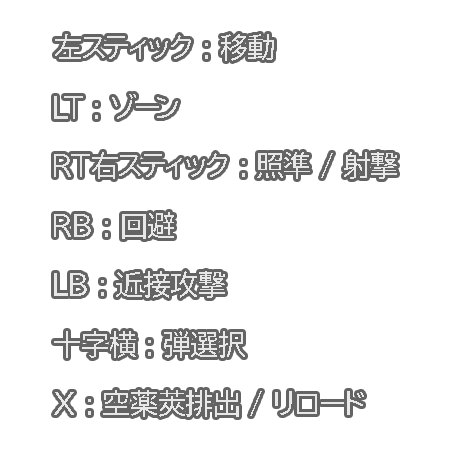 左スティック：移動
LT：ゾーン
RT右スティック：照準 / 射撃
RB：回避
LB：近接攻撃
十字横：弾選択
X：空薬莢排出 / リロード